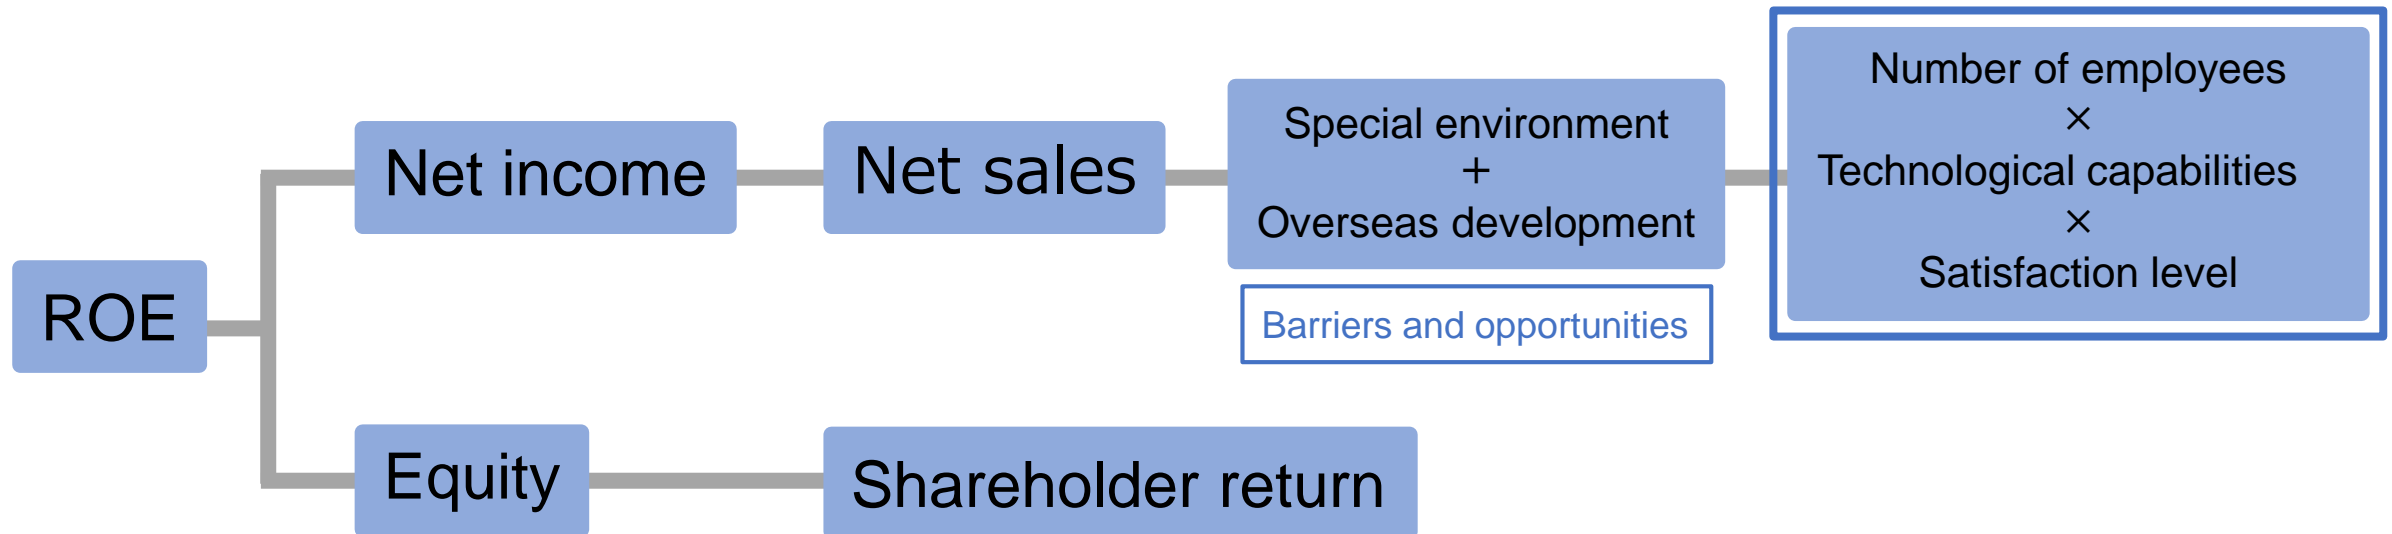 ROE
Net income
Net sales
Special environment
+
Overseas development
Barriers and opportunities
Number of employees
×
Technological capabilities
×
Satisfaction level
Equity
Shareholder return